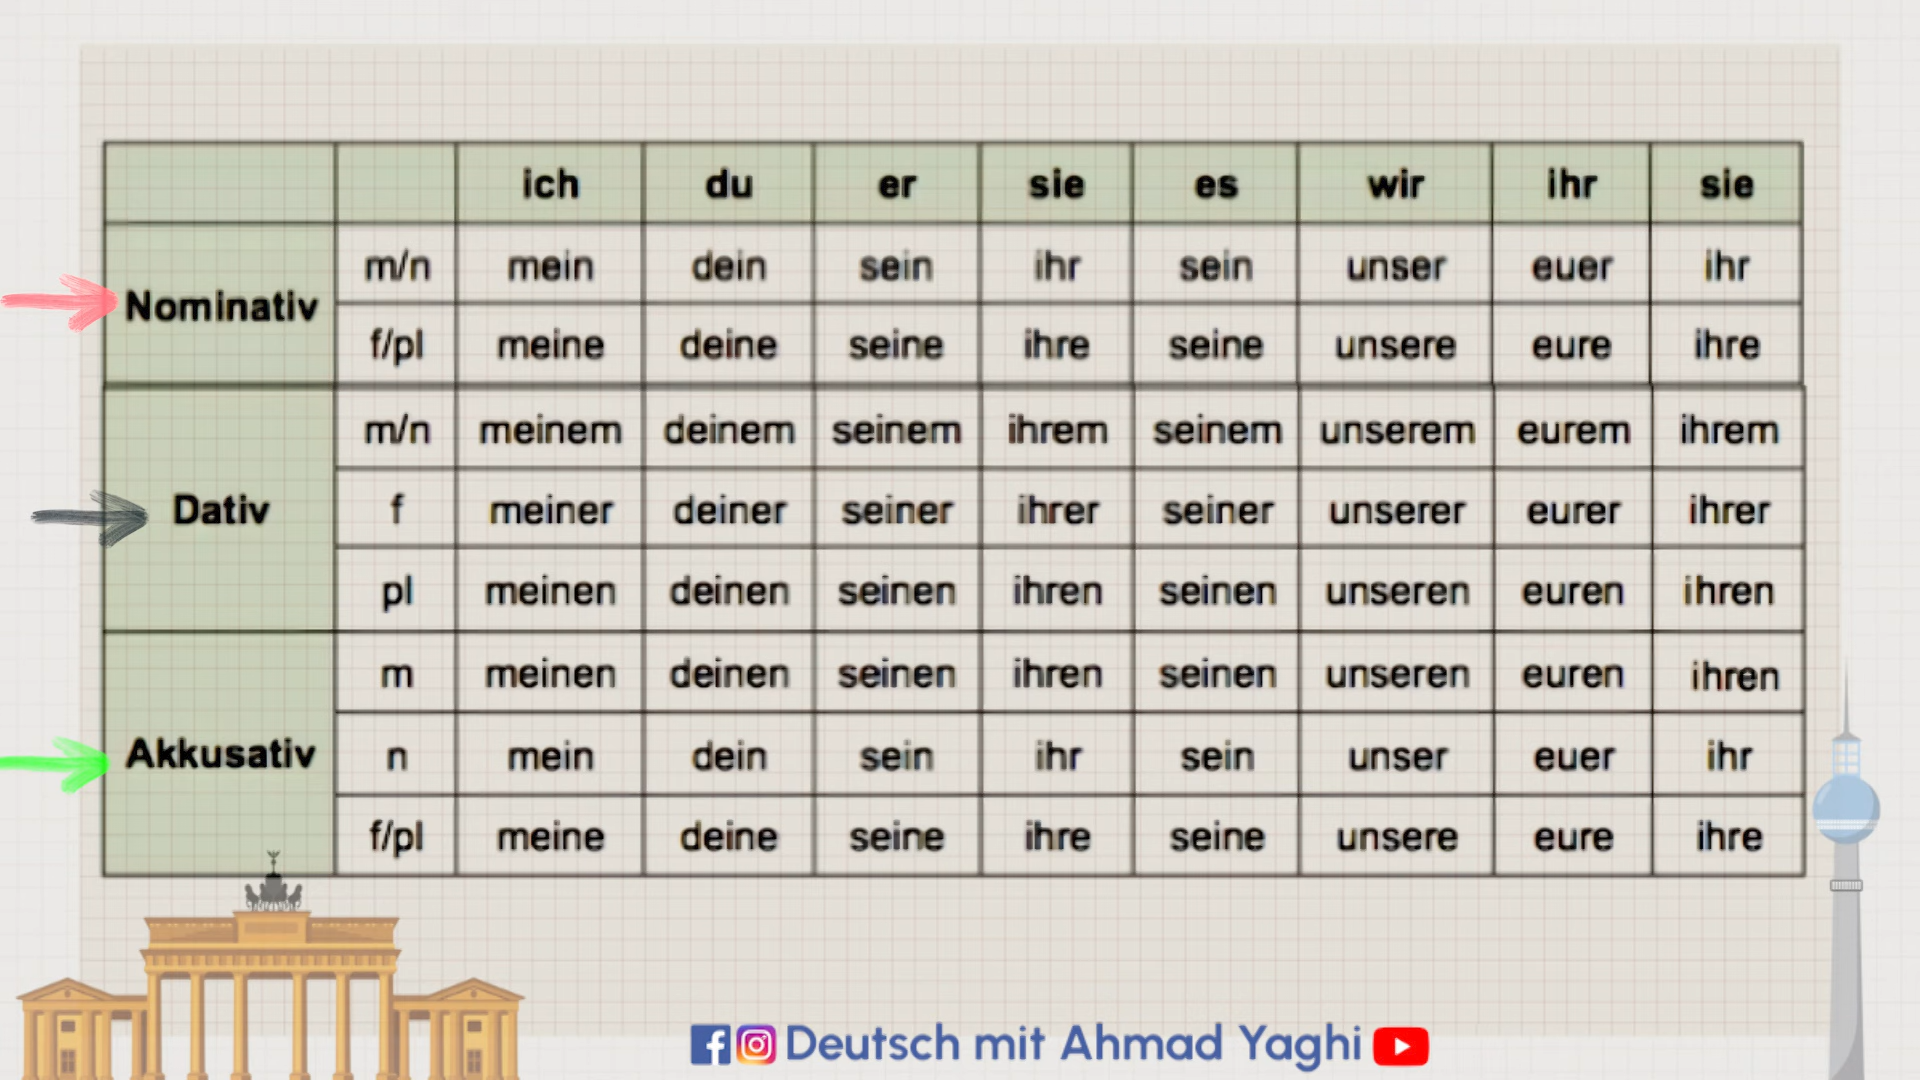 ich du er sie es wir ihr sie
Nominativ
m/n mein dein sein ihr sein unser euer ihr
f/pl meine deine seine ihre seine unsere eure ihre
Dativ
m/n meinem deinem seinem ihrem seinem unserem eurem ihrem
f meiner deiner seiner ihrer seiner unserer eurer ihrer
pl meinen deinen seinen ihren seinen unseren euren ihren
Akkusativ
m meinen deinen seinen ihren seinen unseren euren ihren
n mein dein sein ihr sein unser euer ihr
f/pl meine deine seine ihre seine unsere eure ihre
Deutsch mit Ahmad Yaghi